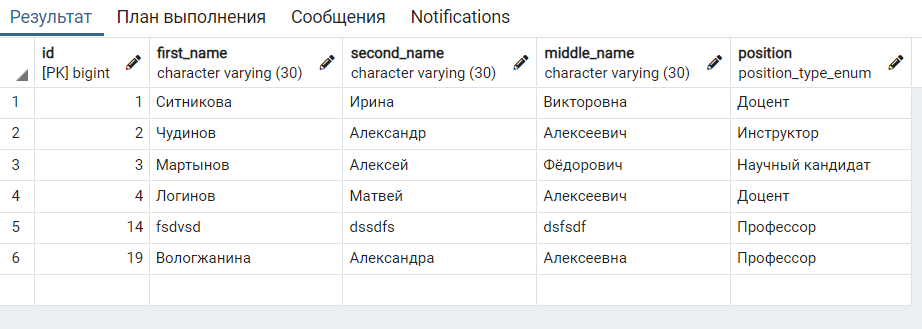 Результат План выполнения Сообщения Notifications
id first_name second_name middle_name position
[PK] bigint character varying (30) character varying (30) character varying (30) position_type_enum
1 1 Ситникова Ирина Викторовна Доцент
2 2 Чудинов Александр Алексеевич Инструктор
3 3 Мартынов Алексей Фёдорович Научный кандидат
4 4 Логинов Матвей Алексеевич Доцент
5 14 fsdvsd dssdfs dsfsdf Профессор
6 19 Вологжанина Александра Алексеевна Профессор